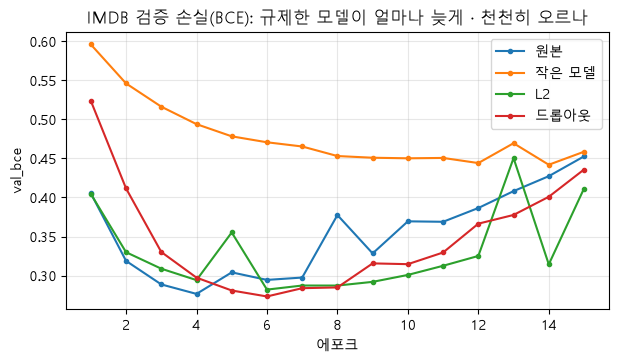 IMDB 검증 손실(BCE): 규제한 모델이 얼마나 늦게 · 천천히 오르나
원본
작은 모델
L2
드롭아웃
val_bce
0.60
0.55
0.50
0.45
0.40
0.35
0.30
2 4 6 8 10 12 14
에포크